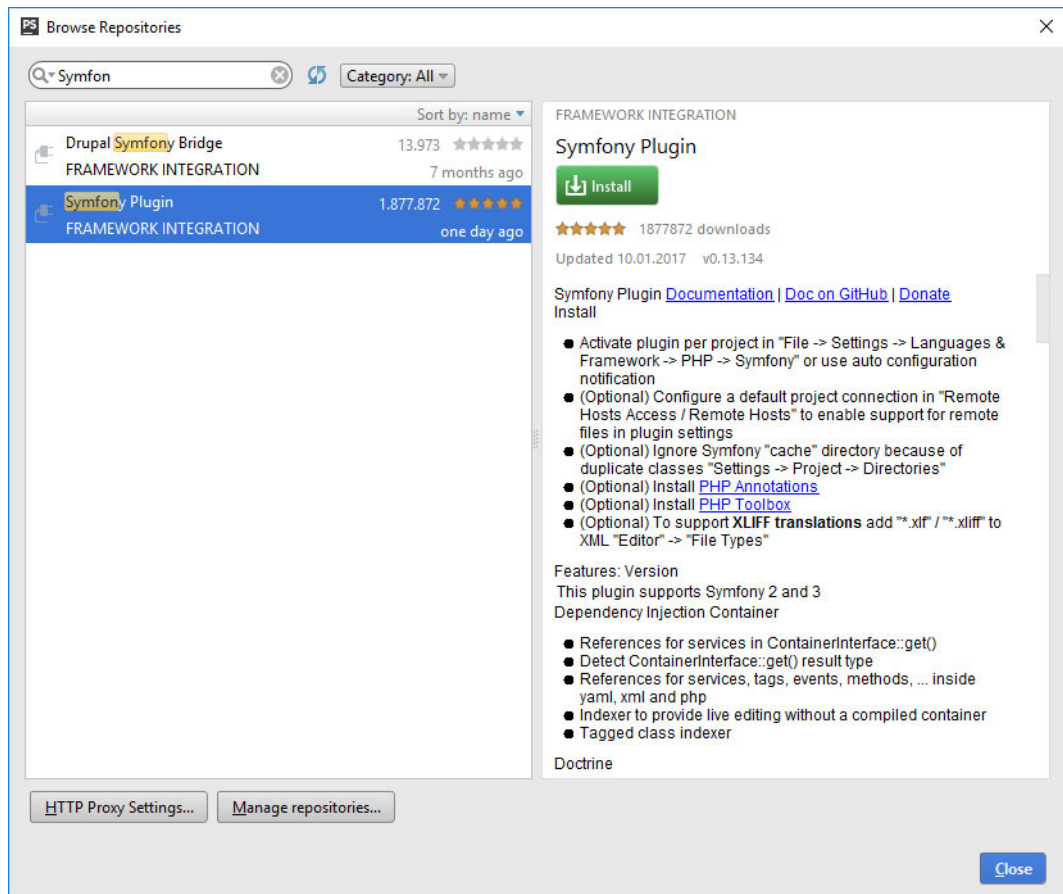 PS Browse Repositories
Symfon
Category: All
Sort by: name
Drupal Symfony Bridge 13.973
FRAMEWORK INTEGRATION 7 months ago
Symfony Plugin 1.877.872
FRAMEWORK INTEGRATION one day ago
FRAMEWORK INTEGRATION
Symfony Plugin
Install
1877872 downloads
Updated 10.01.2017 v0.13.134
Symfony Plugin Documentation | Doc on GitHub | Donate
Install
Activate plugin per project in "File -> Settings -> Languages &
Framework -> PHP -> Symfony" or use auto configuration
notification
(Optional) Configure a default project connection in "Remote
Hosts Access / Remote Hosts" to enable support for remote
files in plugin settings
(Optional) Ignore Symfony "cache" directory because of
duplicate classes "Settings -> Project -> Directories"
(Optional) Install PHP Annotations
(Optional) Install PHP Toolbox
(Optional) To support XLIFF translations add "*.xlf" / "*.xliff" to
XML "Editor" -> "File Types"
Features: Version
This plugin supports Symfony 2 and 3
Dependency Injection Container
References for services in ContainerInterface::get()
Detect ContainerInterface::get() result type
References for services, tags, events, methods, ... inside
yaml, xml and php
Indexer to provide live editing without a compiled container
Tagged class indexer
Doctrine
HTTP Proxy Settings...
Manage repositories...
Close